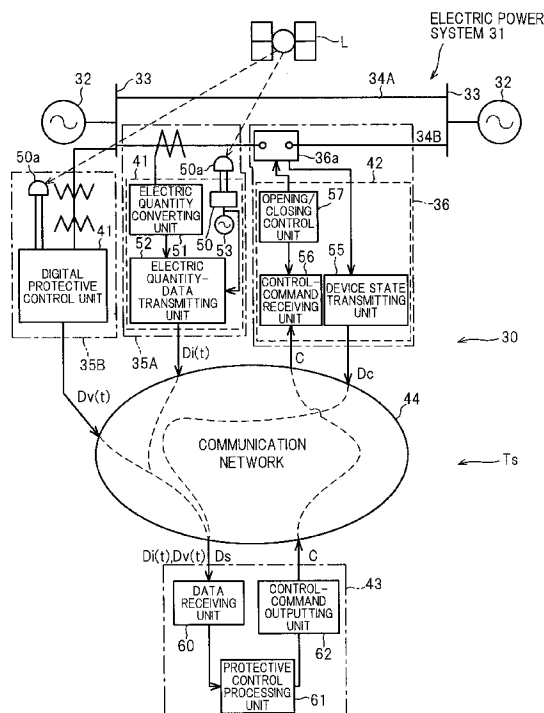 ELECTRIC POWER
SYSTEM 31
L
32
33
34A
33
32
34B
50a
41
50a
36a
42
36
ELECTRIC
QUANTITY
CONVERTING
UNIT
51
50
53
OPENING/
CLOSING
CONTROL
UNIT
57
41
DIGITAL
PROTECTIVE
CONTROL UNIT
52
ELECTRIC
QUANTITY-
DATA
TRANSMITTING
UNIT
56
CONTROL-
COMMAND
RECEIVING
UNIT
55
DEVICE STATE
TRANSMITTING
UNIT
35B
35A
30
Dv(t)
Di(t)
C
Dc
44
COMMUNICATION
NETWORK
Ts
Di(t),Dv(t)
Ds
C
43
DATA
RECEIVING
UNIT
60
CONTROL-
COMMAND
OUTPUTTING
UNIT
62
PROTECTIVE
CONTROL
PROCESSING
UNIT
61